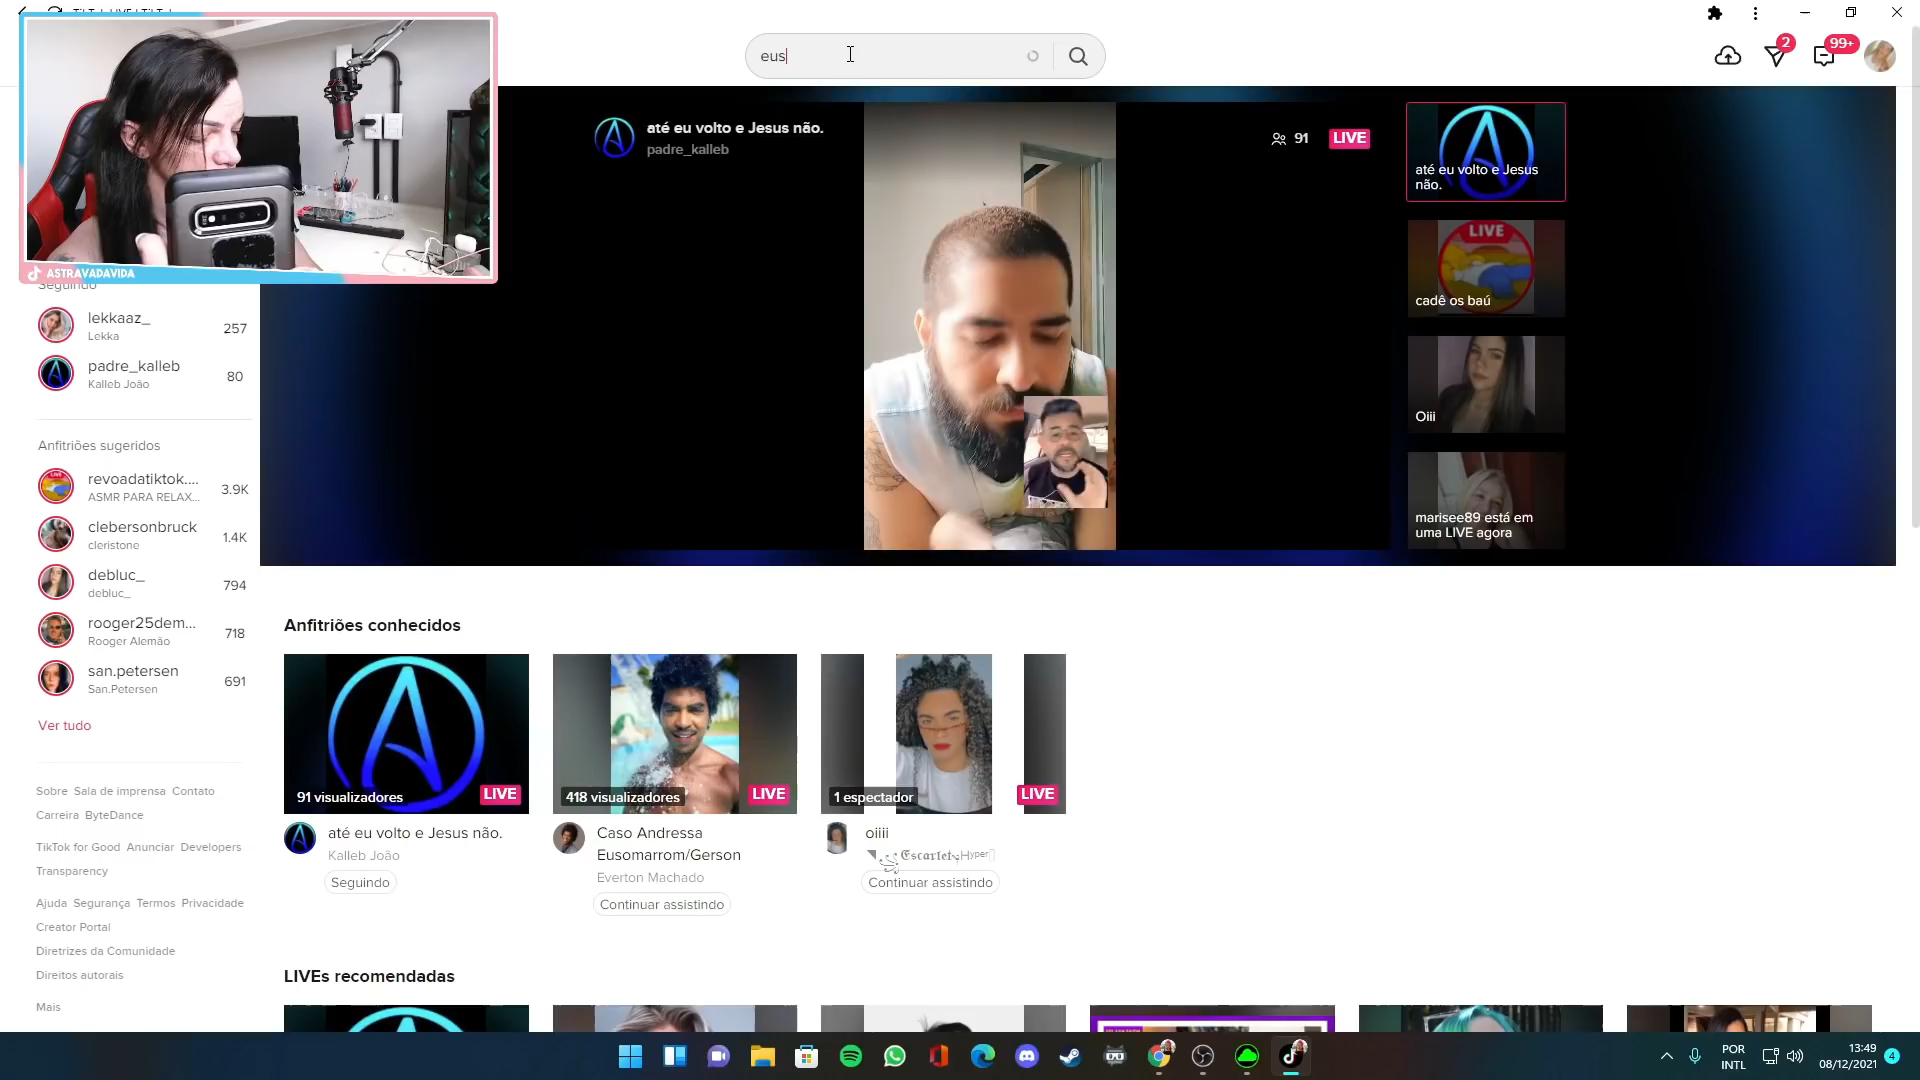 eus
2
99+
ASTRAVADAVIDA
até eu volto e Jesus não.
padre_kalleb
91
LIVE
até eu volto e Jesus
não.
LIVE
cadê os baú
Oiii
marisee89 está em
uma LIVE agora
Seguindo
lekkaaz_
Lekka
257
padre_kalleb
Kalleb João
80
Anfitriões sugeridos
revoadatiktok....
ASMR PARA RELAX...
3.9K
clebersonbruck
cleristone
1.4K
debluc_
debluc_
794
rooger25dem...
Rooger Alemão
718
san.petersen
San.Petersen
691
Ver tudo
Sobre Sala de imprensa Contato
Carreira ByteDance
TikTok for Good Anunciar Developers
Transparency
Ajuda Segurança Termos Privacidade
Creator Portal
Diretrizes da Comunidade
Direitos autorais
Mais
Anfitriões conhecidos
91 visualizadores
LIVE
até eu volto e Jesus não.
Kalleb João
Seguindo
418 visualizadores
LIVE
Caso Andressa
Eusomarrom/Gerson
Everton Machado
Continuar assistindo
1 espectador
LIVE
oiiii
𝕰𝖘𝖈𝖆𝖗𝖑𝖊𝖙
Continuar assistindo
LIVEs recomendadas
POR
INTL
13:49
08/12/2021
4